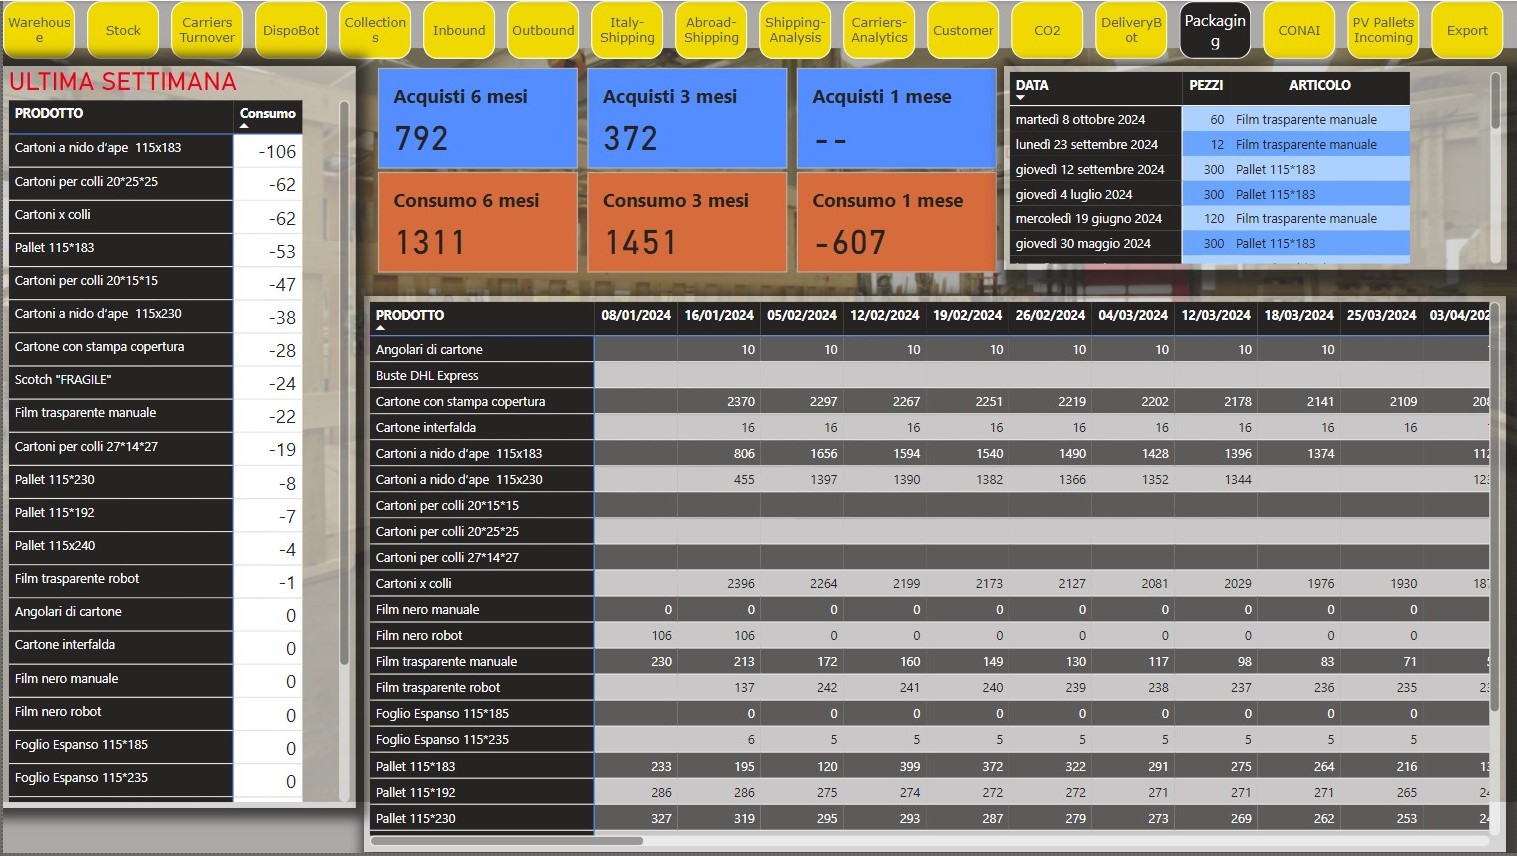 Warehouse
Stock
Carriers Turnover
DispoBot
Collections
Inbound
Outbound
Italy-Shipping
Abroad-Shipping
Shipping-Analysis
Carriers-Analytics
Customer
CO2
DeliveryBot
Packaging
CONAI
PV Pallets Incoming
Export
ULTIMA SETTIMANA
PRODOTTO Consumo
Cartoni a nido d'ape 115x183 -106
Cartoni per colli 20*25*25 -62
Cartoni x colli -62
Pallet 115*183 -53
Cartoni per colli 20*15*15 -47
Cartoni a nido d'ape 115x230 -38
Cartone con stampa copertura -28
Scotch "FRAGILE" -24
Film trasparente manuale -22
Cartoni per colli 27*14*27 -19
Pallet 115*230 -8
Pallet 115*192 -7
Pallet 115x240 -4
Film trasparente robot -1
Angolari di cartone 0
Cartone interfalda 0
Film nero manuale 0
Film nero robot 0
Foglio Espanso 115*185 0
Foglio Espanso 115*235 0
Acquisti 6 mesi
792
Acquisti 3 mesi
372
Acquisti 1 mese
--
Consumo 6 mesi
1311
Consumo 3 mesi
1451
Consumo 1 mese
-607
DATA PEZZI ARTICOLO
martedì 8 ottobre 2024 60 Film trasparente manuale
lunedì 23 settembre 2024 12 Film trasparente manuale
giovedì 12 settembre 2024 300 Pallet 115*183
giovedì 4 luglio 2024 300 Pallet 115*183
mercoledì 19 giugno 2024 120 Film trasparente manuale
giovedì 30 maggio 2024 300 Pallet 115*183
PRODOTTO 08/01/2024 16/01/2024 05/02/2024 12/02/2024 19/02/2024 26/02/2024 04/03/2024 12/03/2024 18/03/2024 25/03/2024 03/04/202
Angolari di cartone 10 10 10 10 10 10 10 10
Buste DHL Express
Cartone con stampa copertura 2370 2297 2267 2251 2219 2202 2178 2141 2109 208
Cartone interfalda 16 16 16 16 16 16 16 16 16
Cartoni a nido d'ape 115x183 806 1656 1594 1540 1490 1428 1396 1374 112
Cartoni a nido d'ape 115x230 455 1397 1390 1382 1366 1352 1344 123
Cartoni per colli 20*15*15
Cartoni per colli 20*25*25
Cartoni per colli 27*14*27
Cartoni x colli 2396 2264 2199 2173 2127 2081 2029 1976 1930 187
Film nero manuale 0 0 0 0 0 0 0 0 0 0
Film nero robot 106 106 0 0 0 0 0 0 0 0
Film trasparente manuale 230 213 172 160 149 130 117 98 83 71
Film trasparente robot 137 242 241 240 239 238 237 236 235 23
Foglio Espanso 115*185 0 0 0 0 0 0 0 0 0
Foglio Espanso 115*235 6 5 5 5 5 5 5 5 5
Pallet 115*183 233 195 120 399 372 322 291 275 264 216 13
Pallet 115*192 286 286 275 274 272 272 271 271 271 265 24
Pallet 115*230 327 319 295 293 287 279 273 269 262 253 24